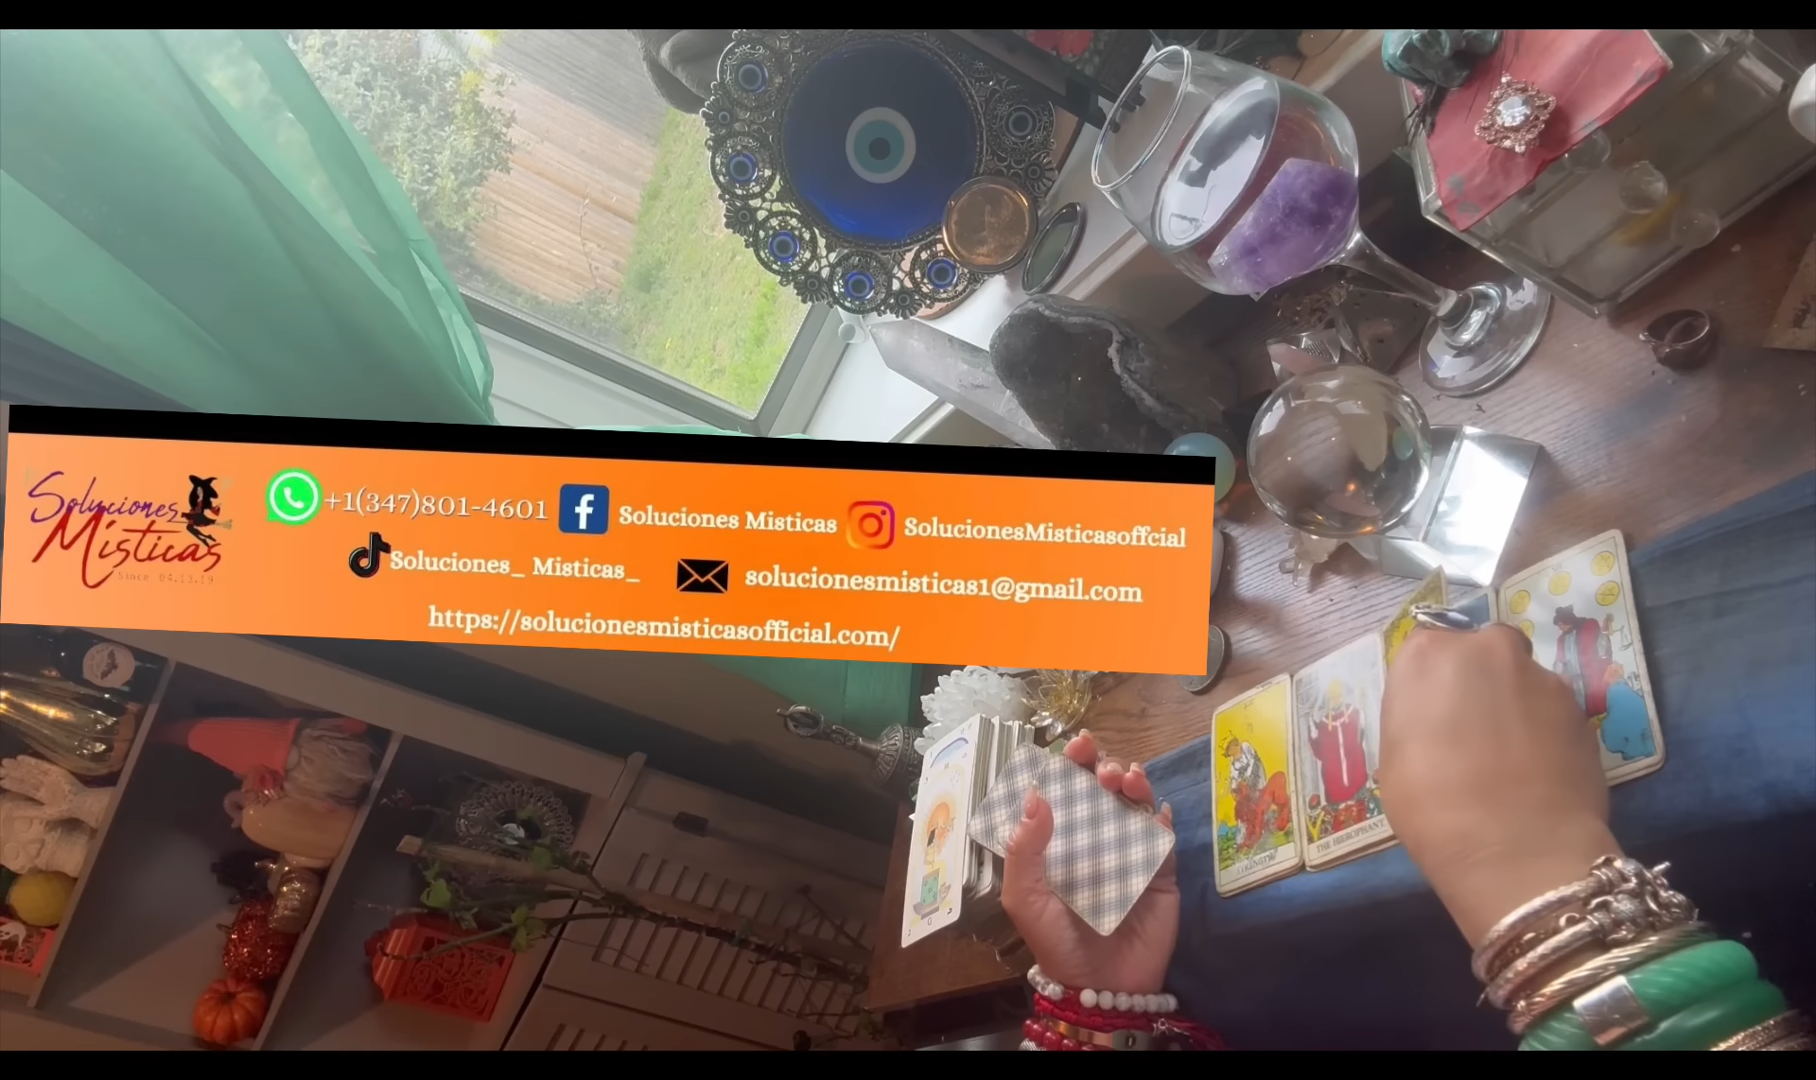 Soluciones
Misticas
Since 04.13.19
+1(347)801-4601
Soluciones Misticas
SolucionesMisticasoffcial
Soluciones_ Misticas_
solucionesmisticas1@gmail.com
https://solucionesmisticasofficial.com/
STRENGTH
THE HIEROPHANT